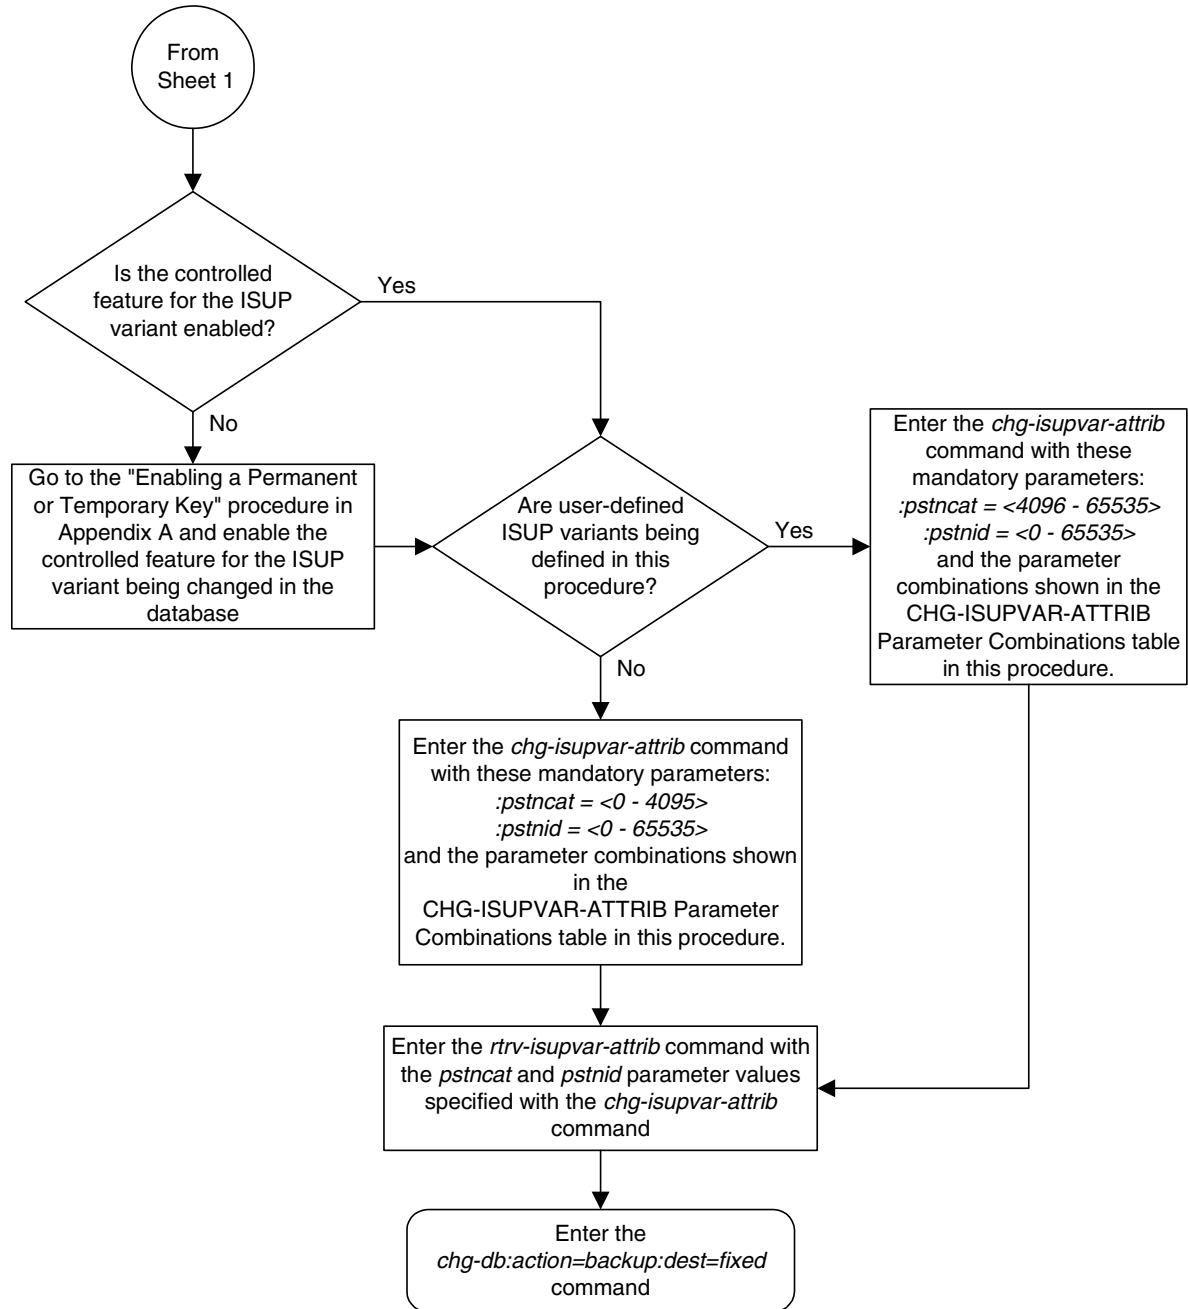 From
Sheet 1
Is the controlled
feature for the ISUP
variant enabled?
Yes
No
Go to the "Enabling a Permanent
or Temporary Key" procedure in
Appendix A and enable the
controlled feature for the ISUP
variant being changed in the
database
Are user-defined
ISUP variants being
defined in this
procedure?
Yes
Enter the chg-isupvar-attrib
command with these
mandatory parameters:
:pstncat = <4096 - 65535>
:pstnid = <0 - 65535>
and the parameter
combinations shown in the
CHG-ISUPVAR-ATTRIB
Parameter Combinations table
in this procedure.
No
Enter the chg-isupvar-attrib command
with these mandatory parameters:
:pstncat = <0 - 4095>
:pstnid = <0 - 65535>
and the parameter combinations shown
in the
CHG-ISUPVAR-ATTRIB Parameter
Combinations table in this procedure.
Enter the rtrv-isupvar-attrib command with
the pstncat and pstnid parameter values
specified with the chg-isupvar-attrib
command
Enter the
chg-db:action=backup:dest=fixed
command